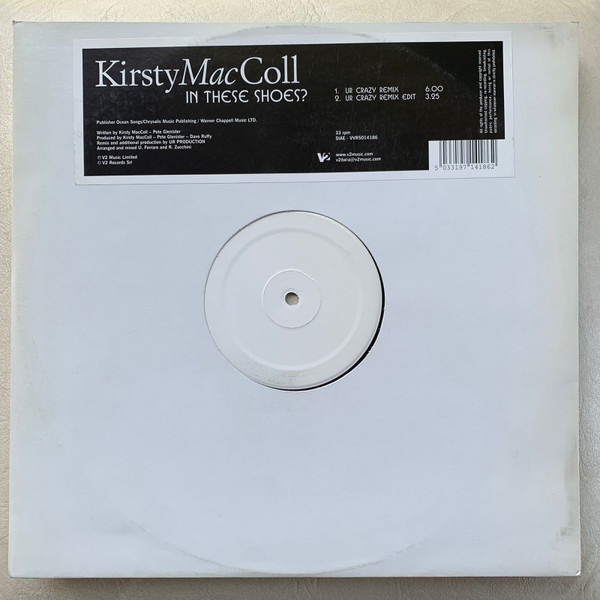 Kirsty MacColl
IN THESE SHOES?
1. UR CRAZY REMIX 6.00
2. UR CRAZY REMIX EDIT 3.25
Publisher Ocean Songs/Chrysalis Music Publishing / Warner Chappell Music LTD.
Written by Kirsty MacColl – Pete Glenister
Produced by Kirsty MacColl – Pete Glenister – Dave Ruffy
Remix and additional production by UR PRODUCTION
Arranged and mixed U. Ferraro and R. Zucchini
℗ V2 Music Limited
© V2 Records Srl
33 rpm
SIAE - VVR5014186
V2
www.v2music.com
v2italia@v2music.com
5 033197 141862